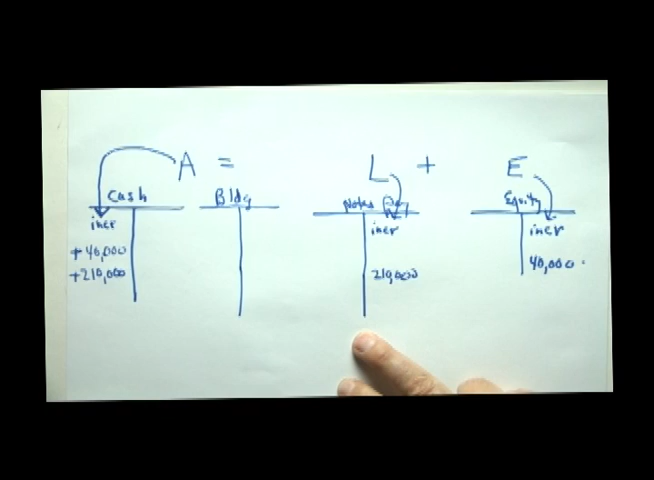 A = L + E
Cash Bldg Notes Pay Equity
incr incr incr
+40,000 40,000
+210,000 210,000